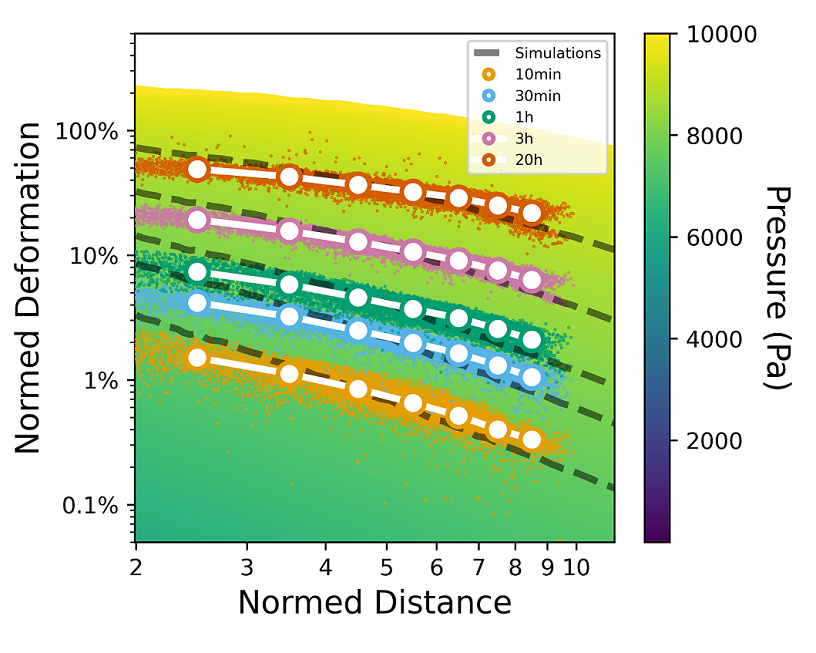 Simulations
10min
30min
1h
3h
20h
100%
10%
1%
0.1%
Normed Deformation
2 3 4 5 6 7 8 9 10
Normed Distance
10000
8000
6000
4000
2000
Pressure (Pa)